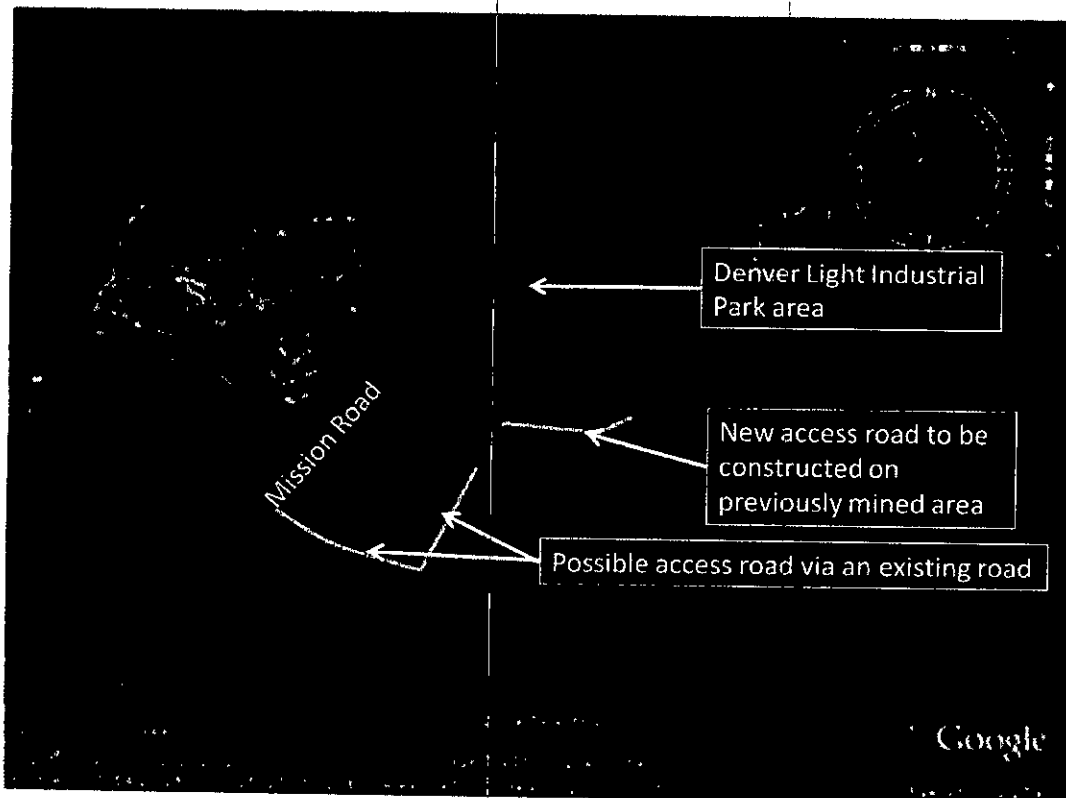 N
Denver Light Industrial
Park area
Mission Road
New access road to be
constructed on
previously mined area
Possible access road via an existing road
Google